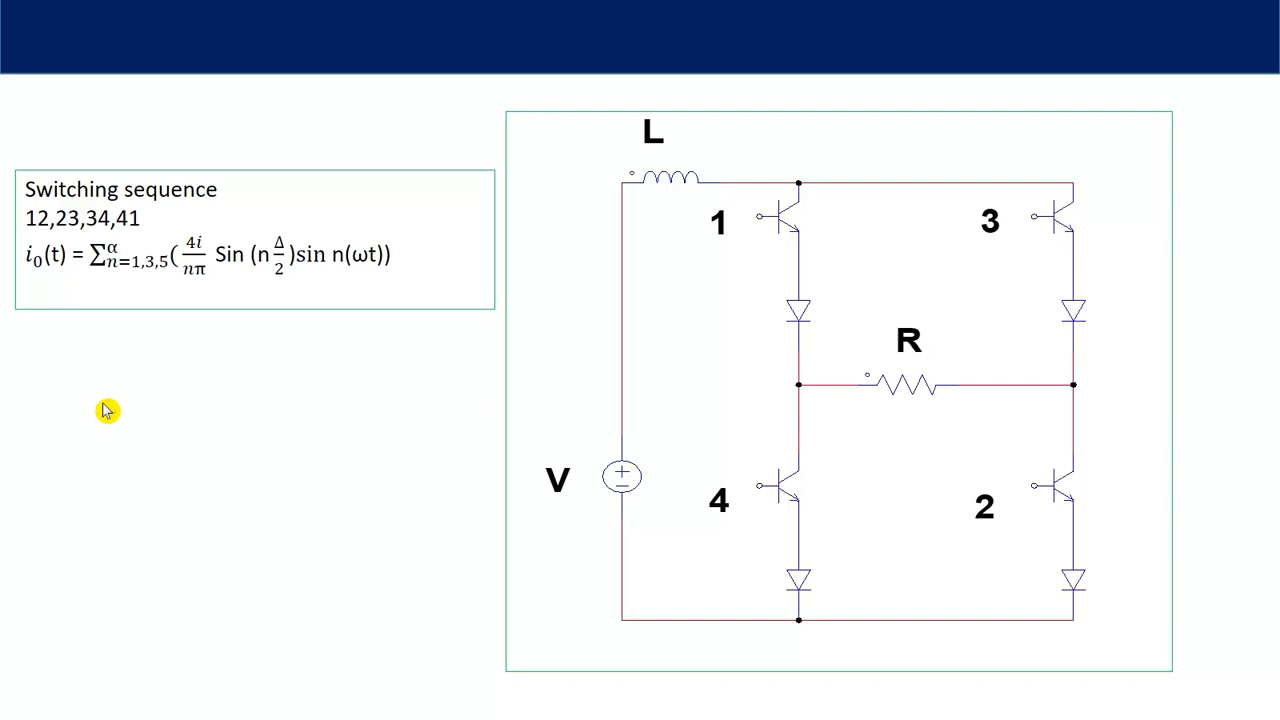 Switching sequence
12,23,34,41
i₀(t) = ∑ᵅₙ₌₁,₃,₅(4i/nπ Sin (nΔ/2)sin n(ωt))
L
1
3
R
V
4
2